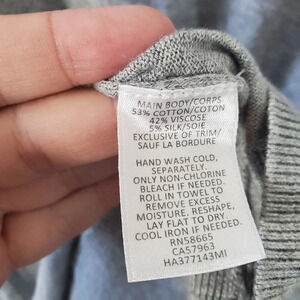 MAIN BODY/CORPS
53% COTTON/COTON
42% VISCOSE
5% SILK/SOIE
EXCLUSIVE OF TRIM/
SAUF LA BORDURE
HAND WASH COLD,
SEPARATELY.
ONLY NON-CHLORINE
BLEACH IF NEEDED.
ROLL IN TOWEL TO
REMOVE EXCESS
MOISTURE. RESHAPE,
LAY FLAT TO DRY.
COOL IRON IF NEEDED.
RN58665
CA57963
HA377143MI